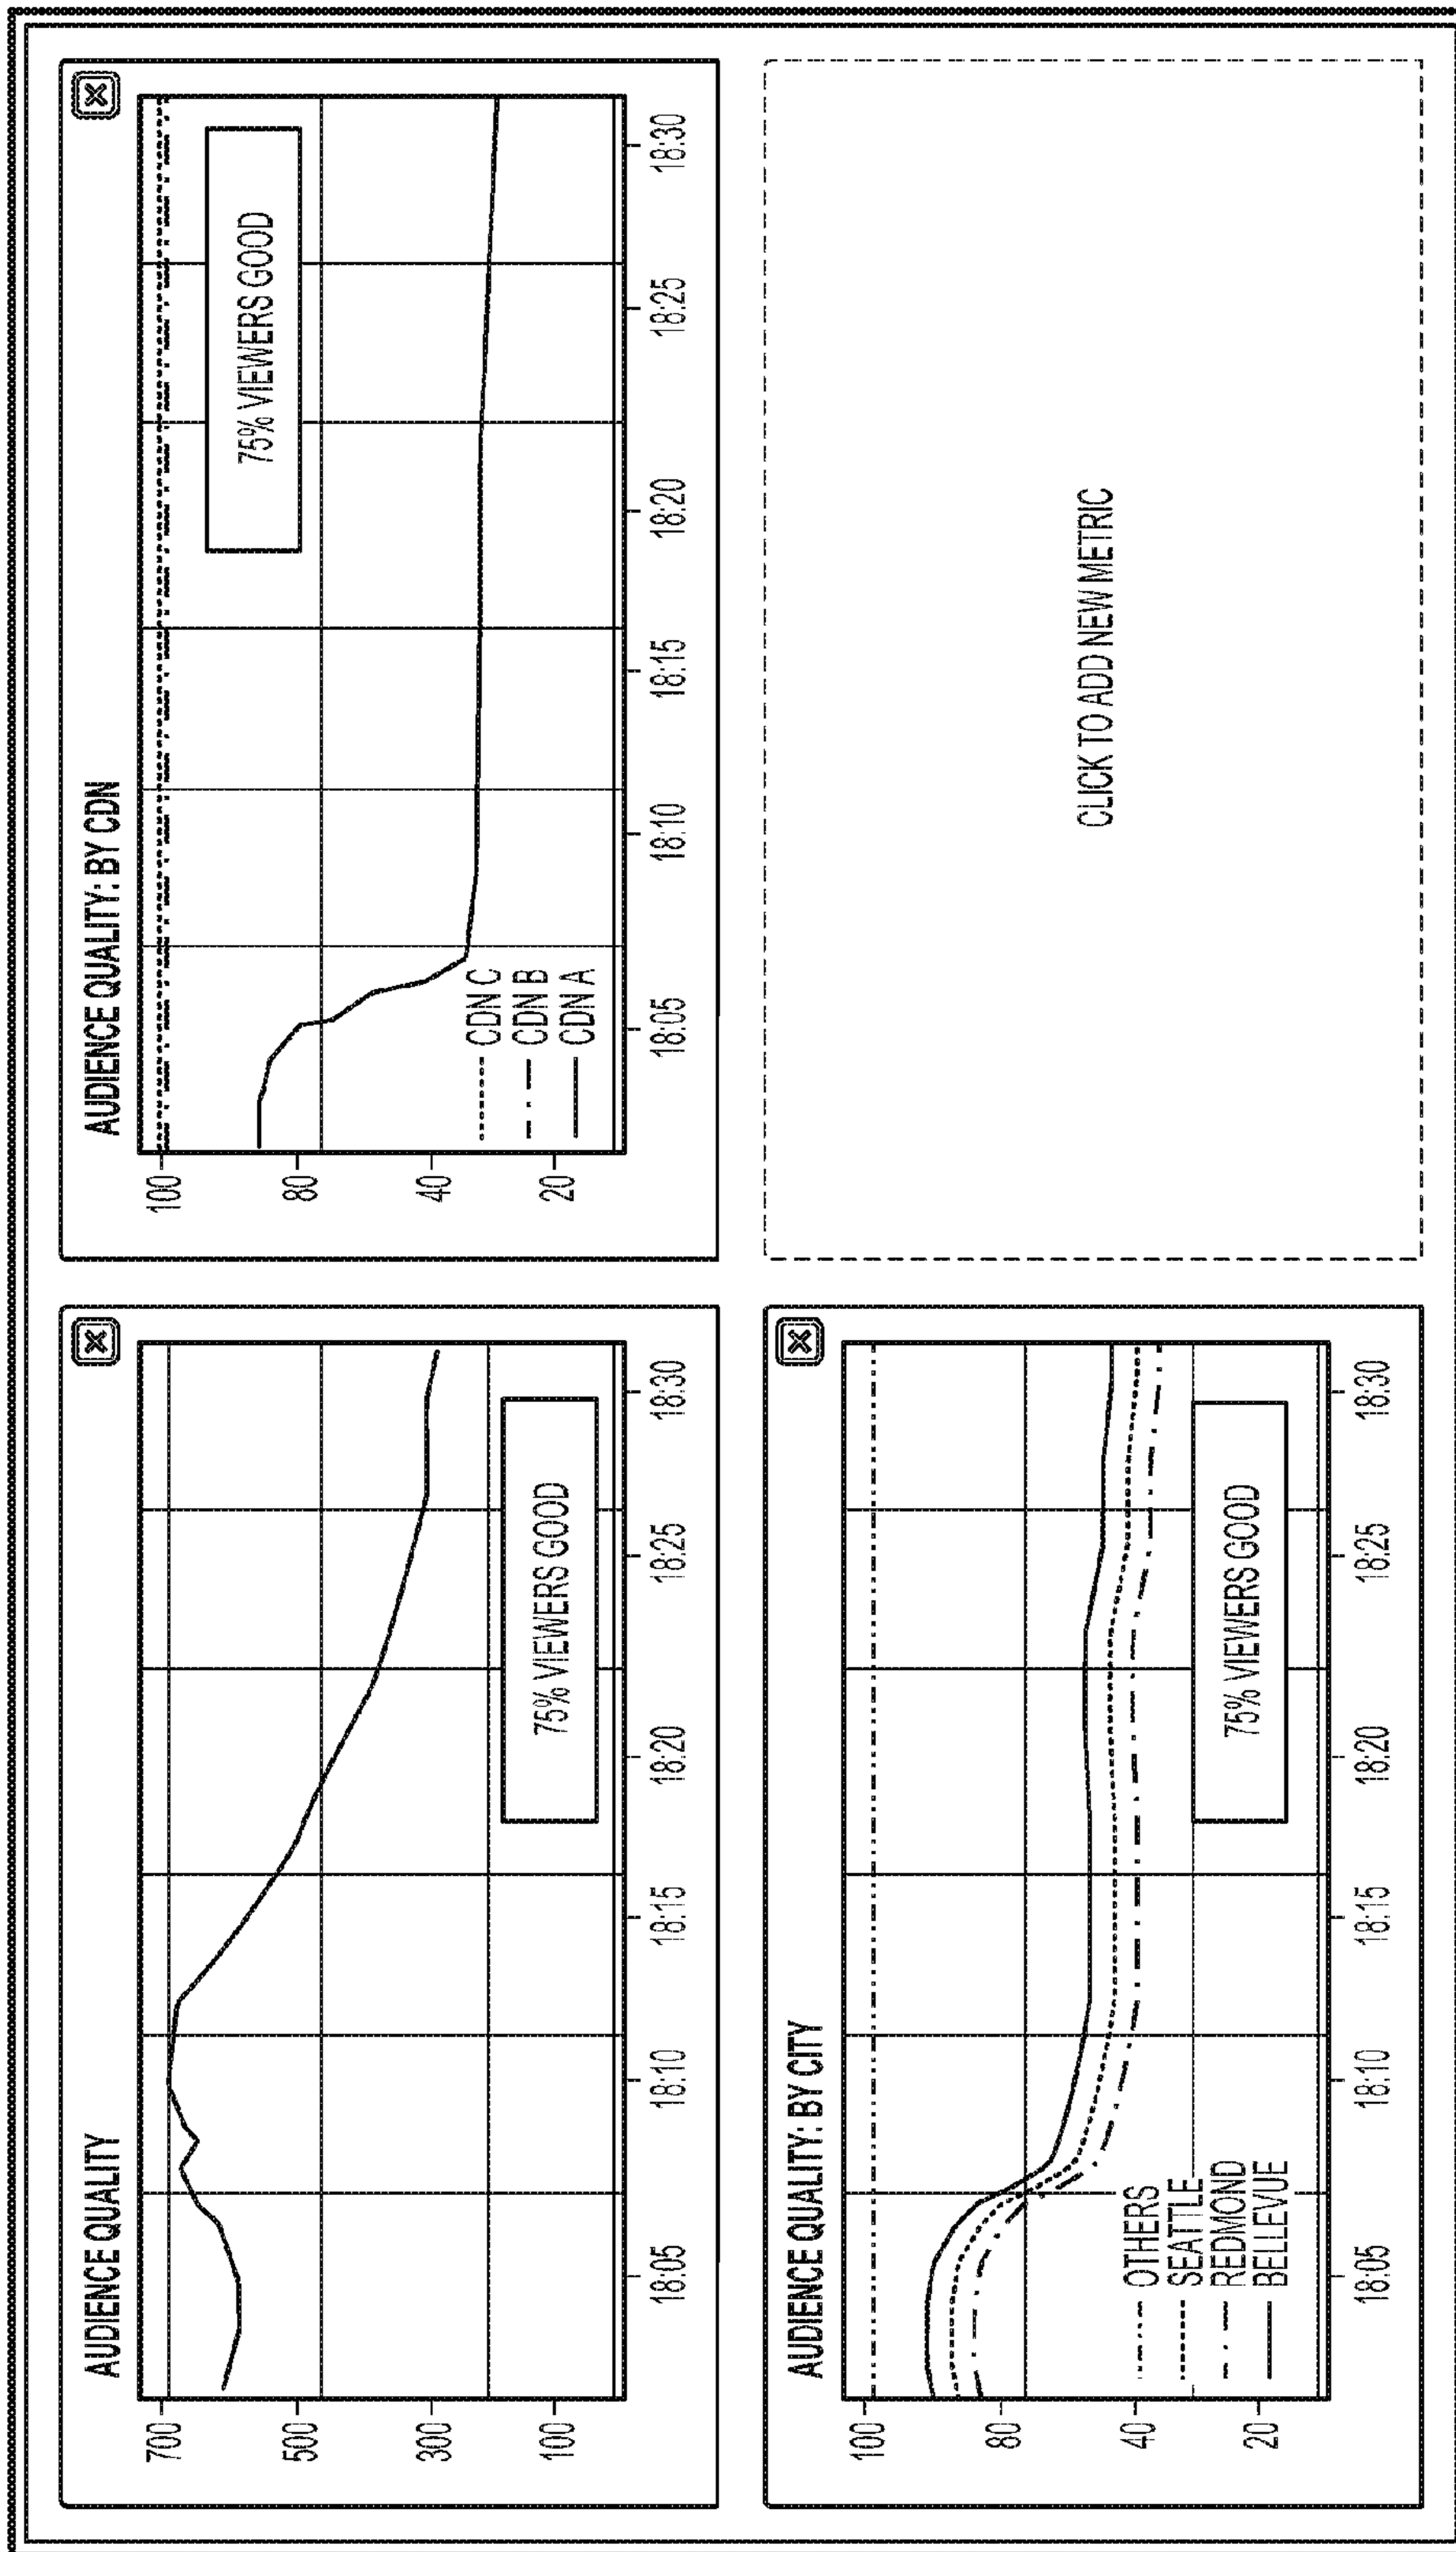 AUDIENCE QUALITY
700
500
300
100
75% VIEWERS GOOD
18:05
18:10
18:15
18:20
18:25
18:30
AUDIENCE QUALITY: BY CDN
100
80
40
20
75% VIEWERS GOOD
CDN C
CDN B
CDN A
18:05
18:10
18:15
18:20
18:25
18:30
AUDIENCE QUALITY: BY CITY
100
80
40
20
OTHERS
SEATTLE
REDMOND
BELLEVUE
75% VIEWERS GOOD
18:05
18:10
18:15
18:20
18:25
18:30
CLICK TO ADD NEW METRIC